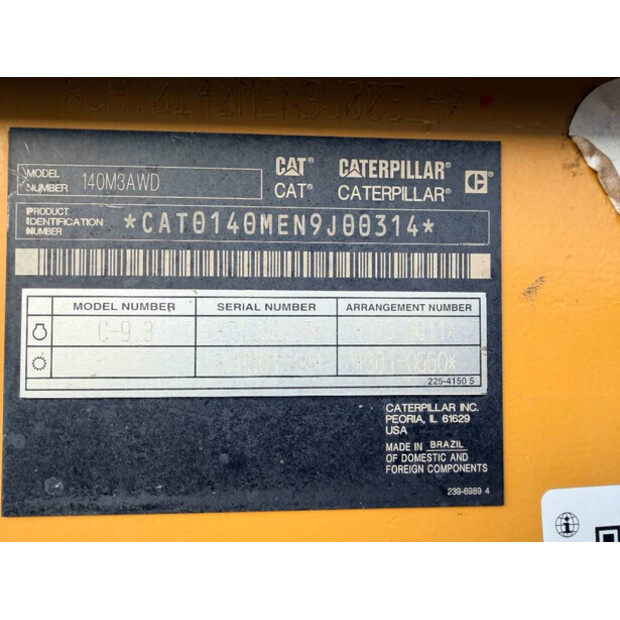 MODEL NUMBER 140M3AWD
CAT® CATERPILLAR® C
CAT® CATERPILLAR®
PRODUCT IDENTIFICATION NUMBER *CAT0140MEN9J00314*
MODEL NUMBER SERIAL NUMBER ARRANGEMENT NUMBER
C-9.3
225-4150 5
CATERPILLAR INC.
PEORIA, IL 61629
USA
MADE IN BRAZIL
OF DOMESTIC AND
FOREIGN COMPONENTS
239-8989 4